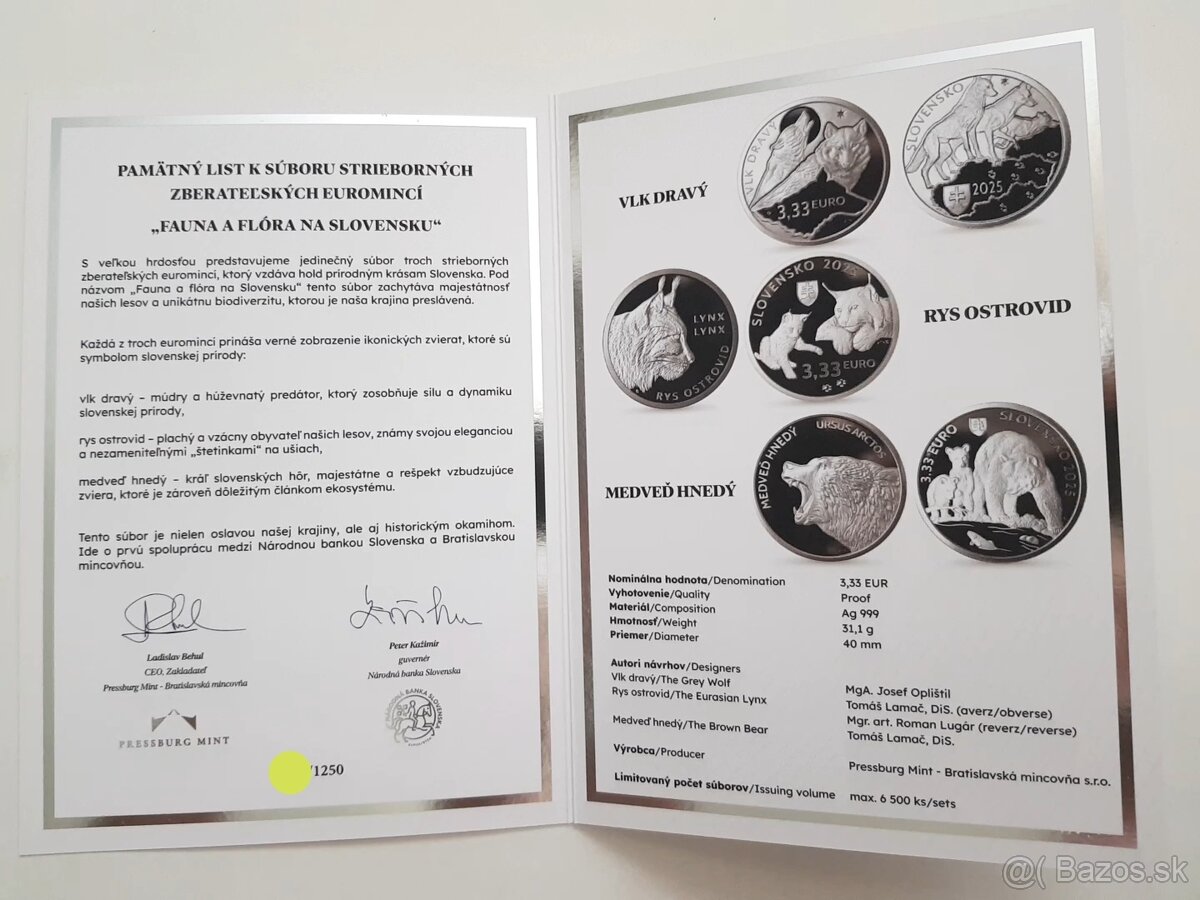 PAMÄTNÝ LIST K SÚBORU STRIEBORNÝCH
ZBERATEĽSKÝCH EUROMINCÍ
„FAUNA A FLÓRA NA SLOVENSKU“
S veľkou hrdosťou predstavujeme jedinečný súbor troch strieborných
zberateľských euromincí, ktorý vzdáva hold prírodným krásam Slovenska. Pod
názvom „Fauna a flóra na Slovensku“ tento súbor zachytáva majestátnosť
našich lesov a unikátnu biodiverzitu, ktorou je naša krajina preslávená.
Každá z troch euromincí prináša verné zobrazenie ikonických zvierat, ktoré sú
symbolom slovenskej prírody:
vlk dravý – múdry a húževnatý predátor, ktorý zosobňuje silu a dynamiku
slovenskej prírody,
rys ostrovid – plachý a vzácny obyvateľ našich lesov, známy svojou eleganciou
a nezameniteľnými „štetinkami“ na ušiach,
medveď hnedý – kráľ slovenských hôr, majestátne a rešpekt vzbudzujúce
zviera, ktoré je zároveň dôležitým článkom ekosystému.
Tento súbor je nielen oslavou našej krajiny, ale aj historickým okamihom.
Ide o prvú spoluprácu medzi Národnou bankou Slovenska a Bratislavskou
mincovňou.
Ladislav Behul
CEO, Zakladateľ
Pressburg Mint - Bratislavská mincovňa
PRESSBURG MINT
Peter Kažimír
guvernér
Národná banka Slovenska
NÁRODNÁ BANKA SLOVENSKA
/1250
VLK DRAVÝ
VLK DRAVÝ
3,33 EURO
SLOVENSKO
2025
LYNX
LYNX
RYS OSTROVID
SLOVENSKO 2025
3,33 EURO
RYS OSTROVID
MEDVEĎ HNEDÝ
MEDVEĎ HNEDÝ
URSUS ARCTOS
3,33 EURO
SLOVENSKO 2025
Nominálna hodnota/Denomination 3,33 EUR
Vyhotovenie/Quality Proof
Materiál/Composition Ag 999
Hmotnosť/Weight 31,1 g
Priemer/Diameter 40 mm
Autori návrhov/Designers
Vlk dravý/The Grey Wolf MgA. Josef Oplištil
Rys ostrovid/The Eurasian Lynx Tomáš Lamač, DiS. (averz/obverse)
Mgr. art. Roman Lugár (reverz/reverse)
Medveď hnedý/The Brown Bear Tomáš Lamač, DiS.
Výrobca/Producer Pressburg Mint - Bratislavská mincovňa s.r.o.
Limitovaný počet súborov/Issuing volume max. 6 500 ks/sets
@( Bazos.sk